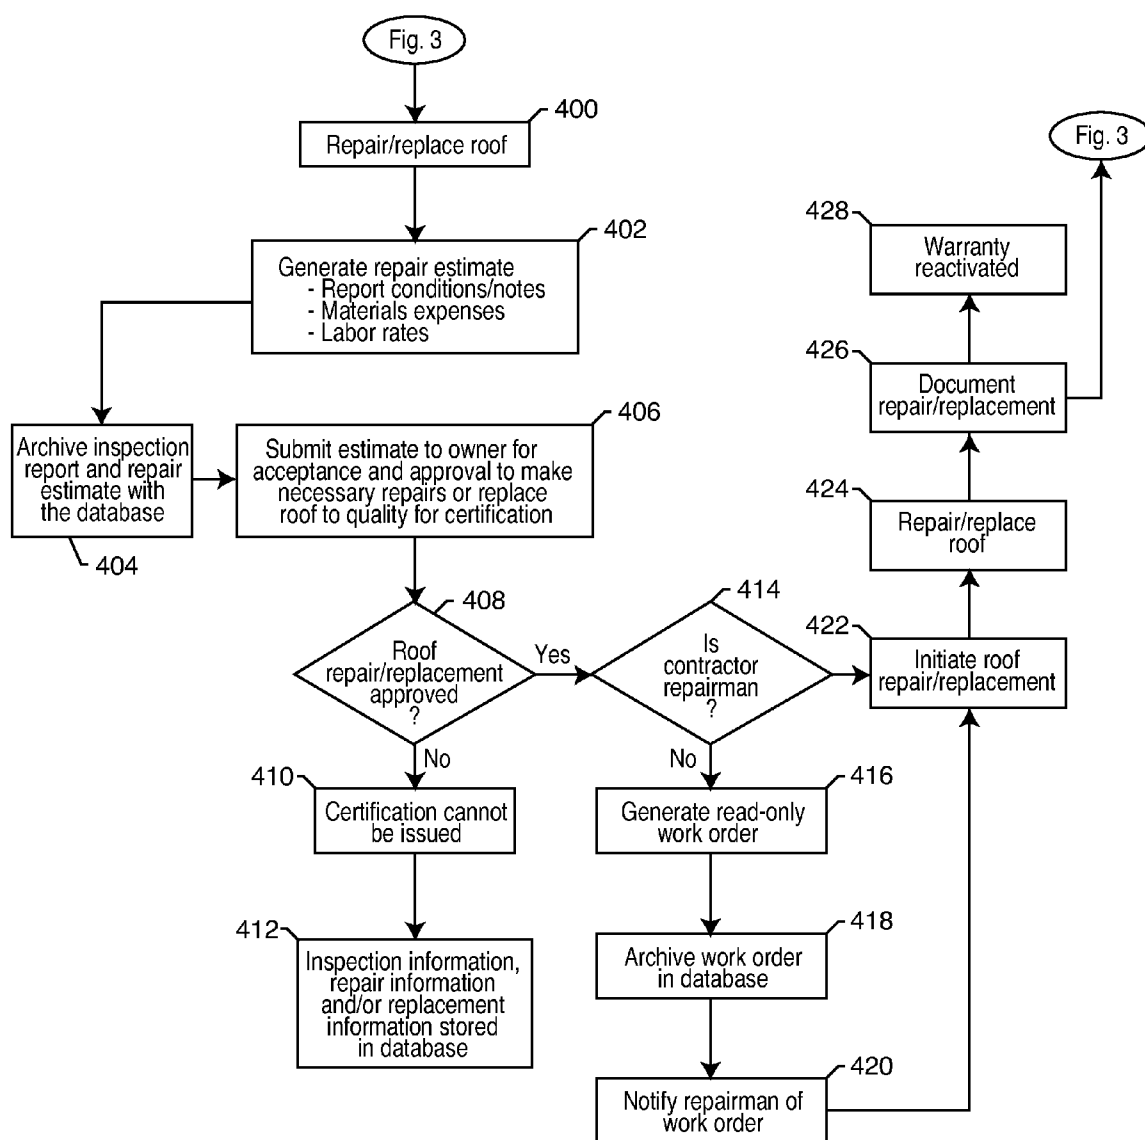 Fig. 3
400
Repair/replace roof
402
Generate repair estimate
- Report conditions/notes
- Materials expenses
- Labor rates
Archive inspection
report and repair
estimate with
the database
404
406
Submit estimate to owner for
acceptance and approval to make
necessary repairs or replace
roof to quality for certification
408
Roof
repair/replacement
approved
?
Yes
No
410
Certification cannot
be issued
412
Inspection information,
repair information
and/or replacement
information stored
in database
414
Is
contractor
repairman
?
No
416
Generate read-only
work order
418
Archive work order
in database
420
Notify repairman of
work order
422
Initiate roof
repair/replacement
424
Repair/replace
roof
426
Document
repair/replacement
428
Warranty
reactivated
Fig. 3